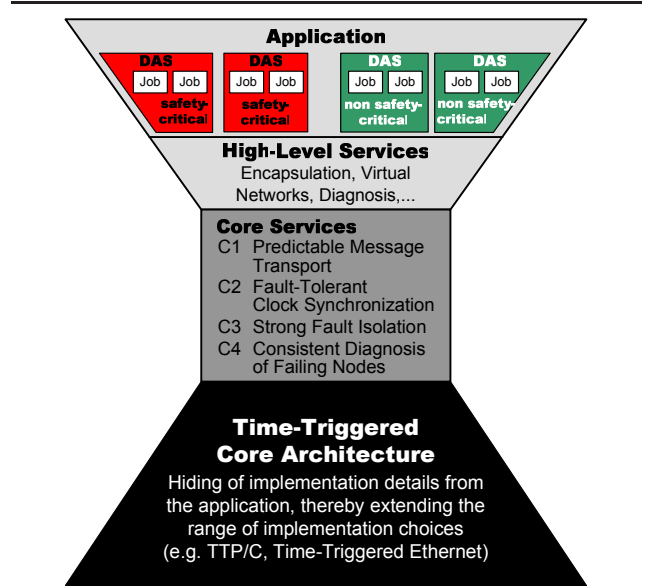 Application
DAS
Job Job
safety-
critical
DAS
Job Job
safety-
critical
DAS
Job Job
non safety-
critical
DAS
Job Job
non safety-
critical
High-Level Services
Encapsulation, Virtual
Networks, Diagnosis,...
Core Services
C1 Predictable Message
Transport
C2 Fault-Tolerant
Clock Synchronization
C3 Strong Fault Isolation
C4 Consistent Diagnosis
of Failing Nodes
Time-Triggered
Core Architecture
Hiding of implementation details from
the application, thereby extending the
range of implementation choices
(e.g. TTP/C, Time-Triggered Ethernet)